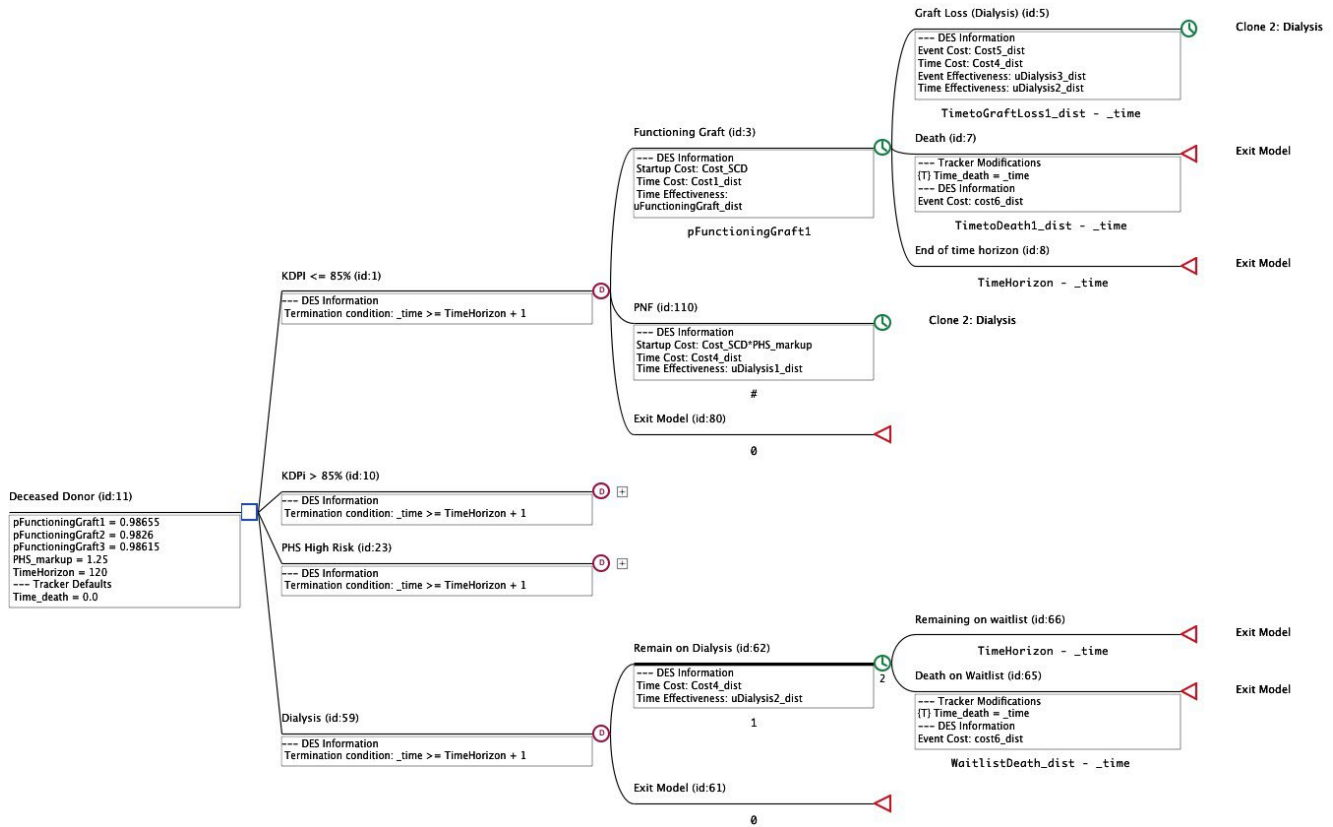 Deceased Donor (id:11)
pFunctioningGraft1 = 0.98655
pFunctioningGraft2 = 0.9826
pFunctioningGraft3 = 0.98615
PHS_markup = 1.25
TimeHorizon = 120
--- Tracker Defaults
Time_death = 0.0
KDPI <= 85% (id:1)
--- DES Information
Termination condition: _time >= TimeHorizon + 1
D
Functioning Graft (id:3)
--- DES Information
Startup Cost: Cost_SCD
Time Cost: Cost1_dist
Time Effectiveness:
uFunctioningGraft_dist
pFunctioningGraft1
Graft Loss (Dialysis) (id:5)
--- DES Information
Event Cost: Cost5_dist
Time Cost: Cost4_dist
Event Effectiveness: uDialysis3_dist
Time Effectiveness: uDialysis2_dist
TimetoGraftLoss1_dist - _time
Clone 2: Dialysis
Death (id:7)
--- Tracker Modifications
{T} Time_death = _time
--- DES Information
Event Cost: cost6_dist
TimetoDeath1_dist - _time
Exit Model
End of time horizon (id:8)
TimeHorizon - _time
Exit Model
PNF (id:110)
--- DES Information
Startup Cost: Cost_SCD*PHS_markup
Time Cost: Cost4_dist
Time Effectiveness: uDialysis1_dist
#
Clone 2: Dialysis
Exit Model (id:80)
0
KDPi > 85% (id:10)
--- DES Information
Termination condition: _time >= TimeHorizon + 1
D
PHS High Risk (id:23)
--- DES Information
Termination condition: _time >= TimeHorizon + 1
D
Dialysis (id:59)
--- DES Information
Termination condition: _time >= TimeHorizon + 1
D
Remain on Dialysis (id:62)
--- DES Information
Time Cost: Cost4_dist
Time Effectiveness: uDialysis2_dist
1
2
Remaining on waitlist (id:66)
TimeHorizon - _time
Exit Model
Death on Waitlist (id:65)
--- Tracker Modifications
{T} Time_death = _time
--- DES Information
Event Cost: cost6_dist
WaitlistDeath_dist - _time
Exit Model
Exit Model (id:61)
0